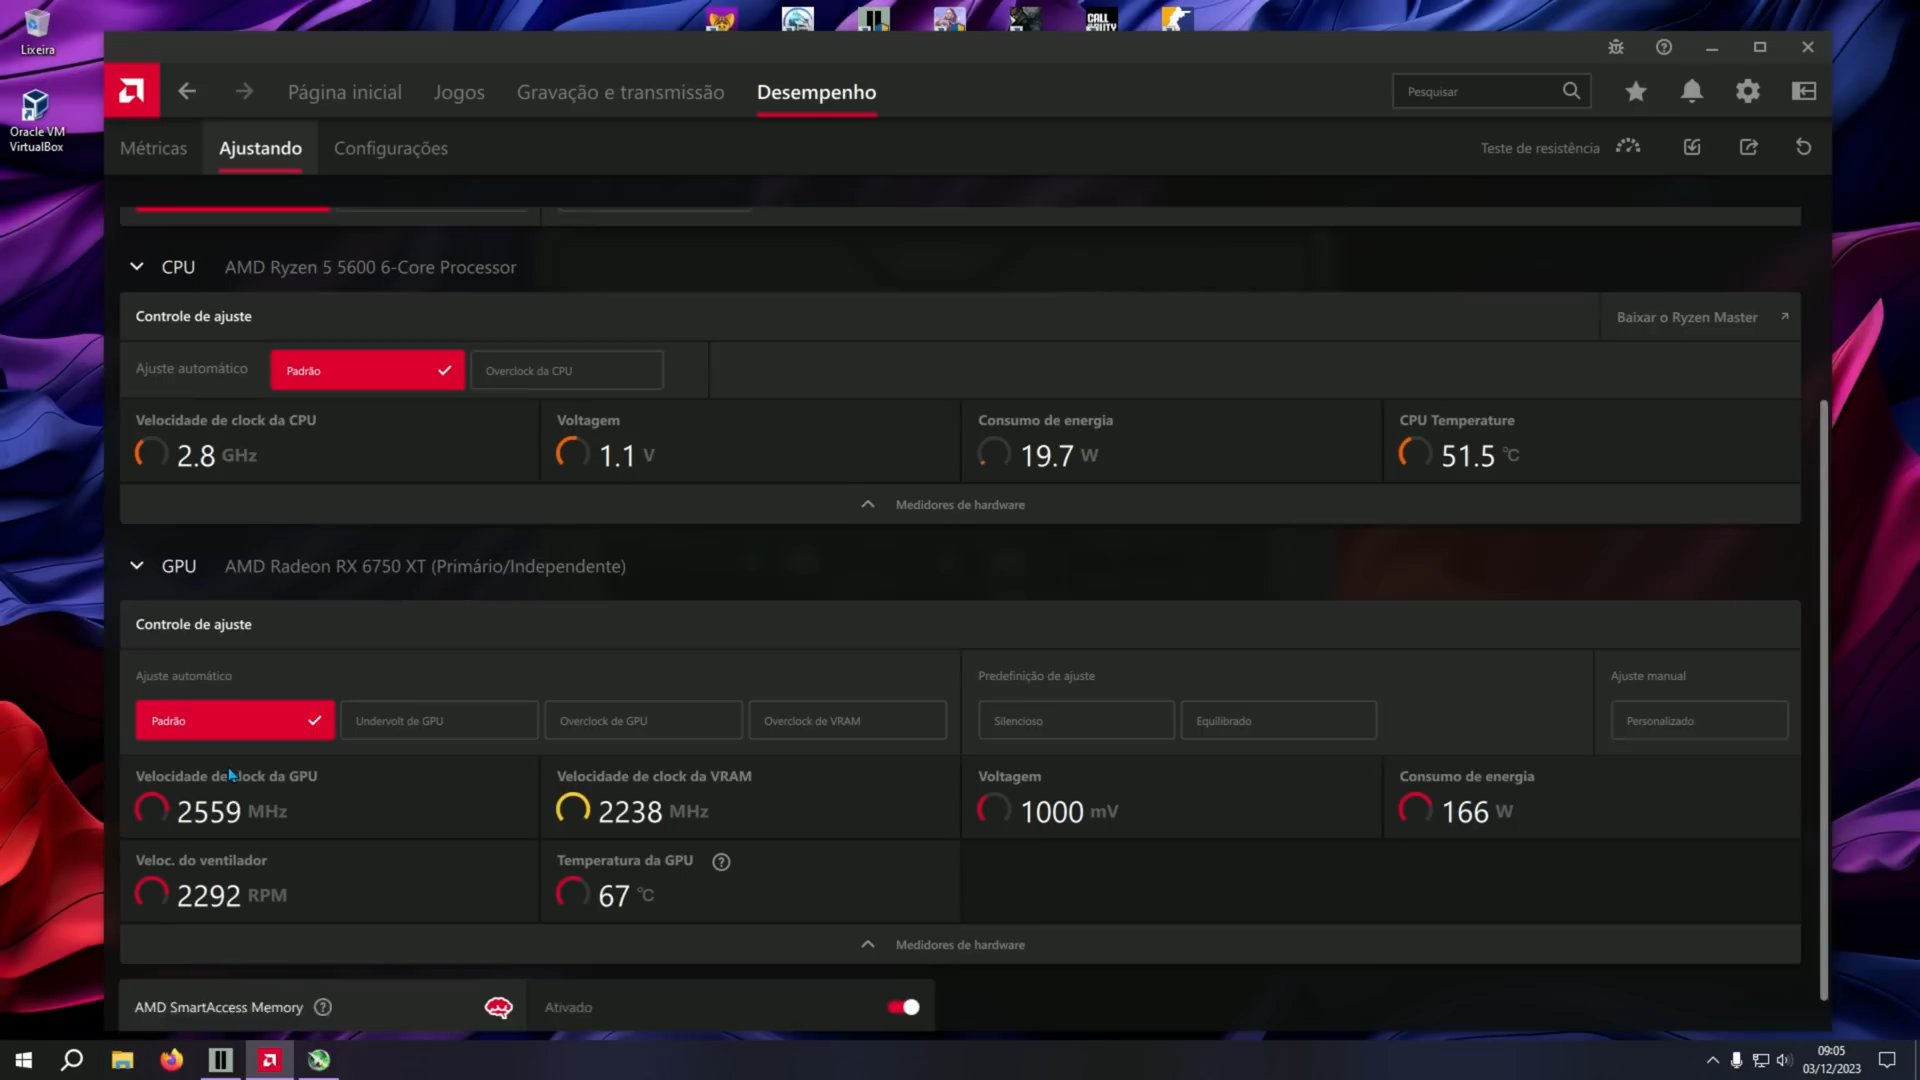 Lixeira
Oracle VM
VirtualBox
CALL
DUTY
Página inicial
Jogos
Gravação e transmissão
Desempenho
Pesquisar
Métricas
Ajustando
Configurações
Teste de resistência
CPU AMD Ryzen 5 5600 6-Core Processor
Controle de ajuste
Baixar o Ryzen Master
Ajuste automático
Padrão
Overclock da CPU
Velocidade de clock da CPU
2.8 GHz
Voltagem
1.1 V
Consumo de energia
19.7 W
CPU Temperature
51.5 °C
Medidores de hardware
GPU AMD Radeon RX 6750 XT (Primário/Independente)
Controle de ajuste
Ajuste automático
Padrão
Undervolt de GPU
Overclock de GPU
Overclock de VRAM
Predefinição de ajuste
Silencioso
Equilibrado
Ajuste manual
Personalizado
Velocidade de clock da GPU
2559 MHz
Velocidade de clock da VRAM
2238 MHz
Voltagem
1000 mV
Consumo de energia
166 W
Veloc. do ventilador
2292 RPM
Temperatura da GPU
67 °C
Medidores de hardware
AMD SmartAccess Memory
Ativado
09:05
03/12/2023